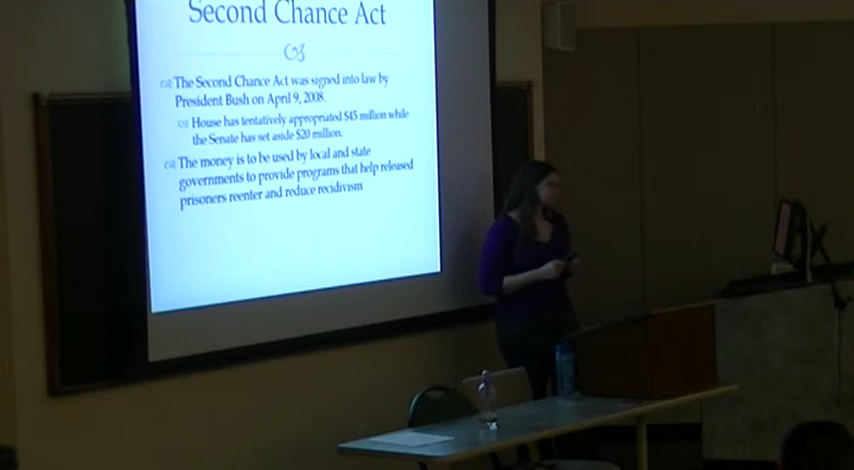 Second Chance Act
The Second Chance Act was signed into law by
President Bush on April 9, 2008.
House has tentatively appropriated $45 million while
the Senate has set aside $20 million.
The money is to be used by local and state
governments to provide programs that help released
prisoners reenter and reduce recidivism